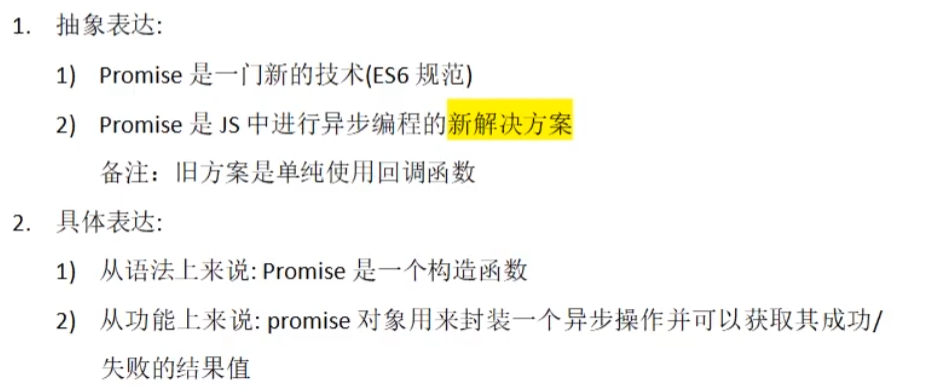 1. 抽象表达:
1) Promise 是一门新的技术(ES6 规范)
2) Promise 是 JS 中进行异步编程的新解决方案
备注：旧方案是单纯使用回调函数
2. 具体表达:
1) 从语法上来说: Promise 是一个构造函数
2) 从功能上来说: promise 对象用来封装一个异步操作并可以获取其成功/
失败的结果值